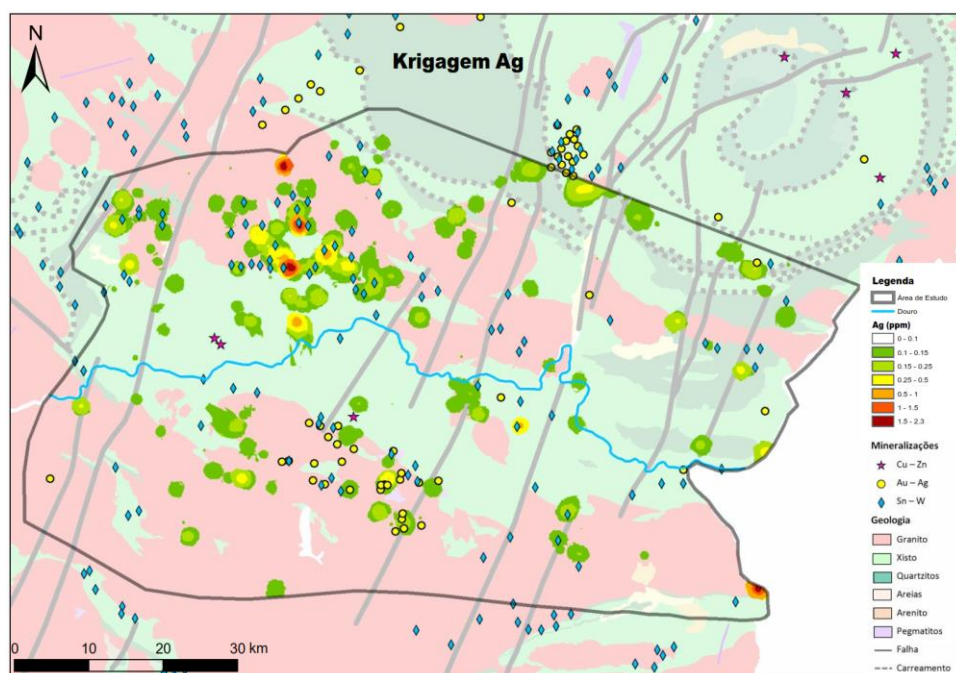 N
Krigagem Ag
Legenda
Área de Estudo
Douro
Ag (ppm)
0 - 0.1
0.1 - 0.15
0.15 - 0.25
0.25 - 0.5
0.5 - 1
1 - 1.5
1.5 - 2,3
Mineralizações
Cu – Zn
Au – Ag
Sn – W
Geologia
Granito
Xisto
Quartzitos
Areias
Arenito
Pegmatitos
Falha
Carreamento
0 10 20 30 km